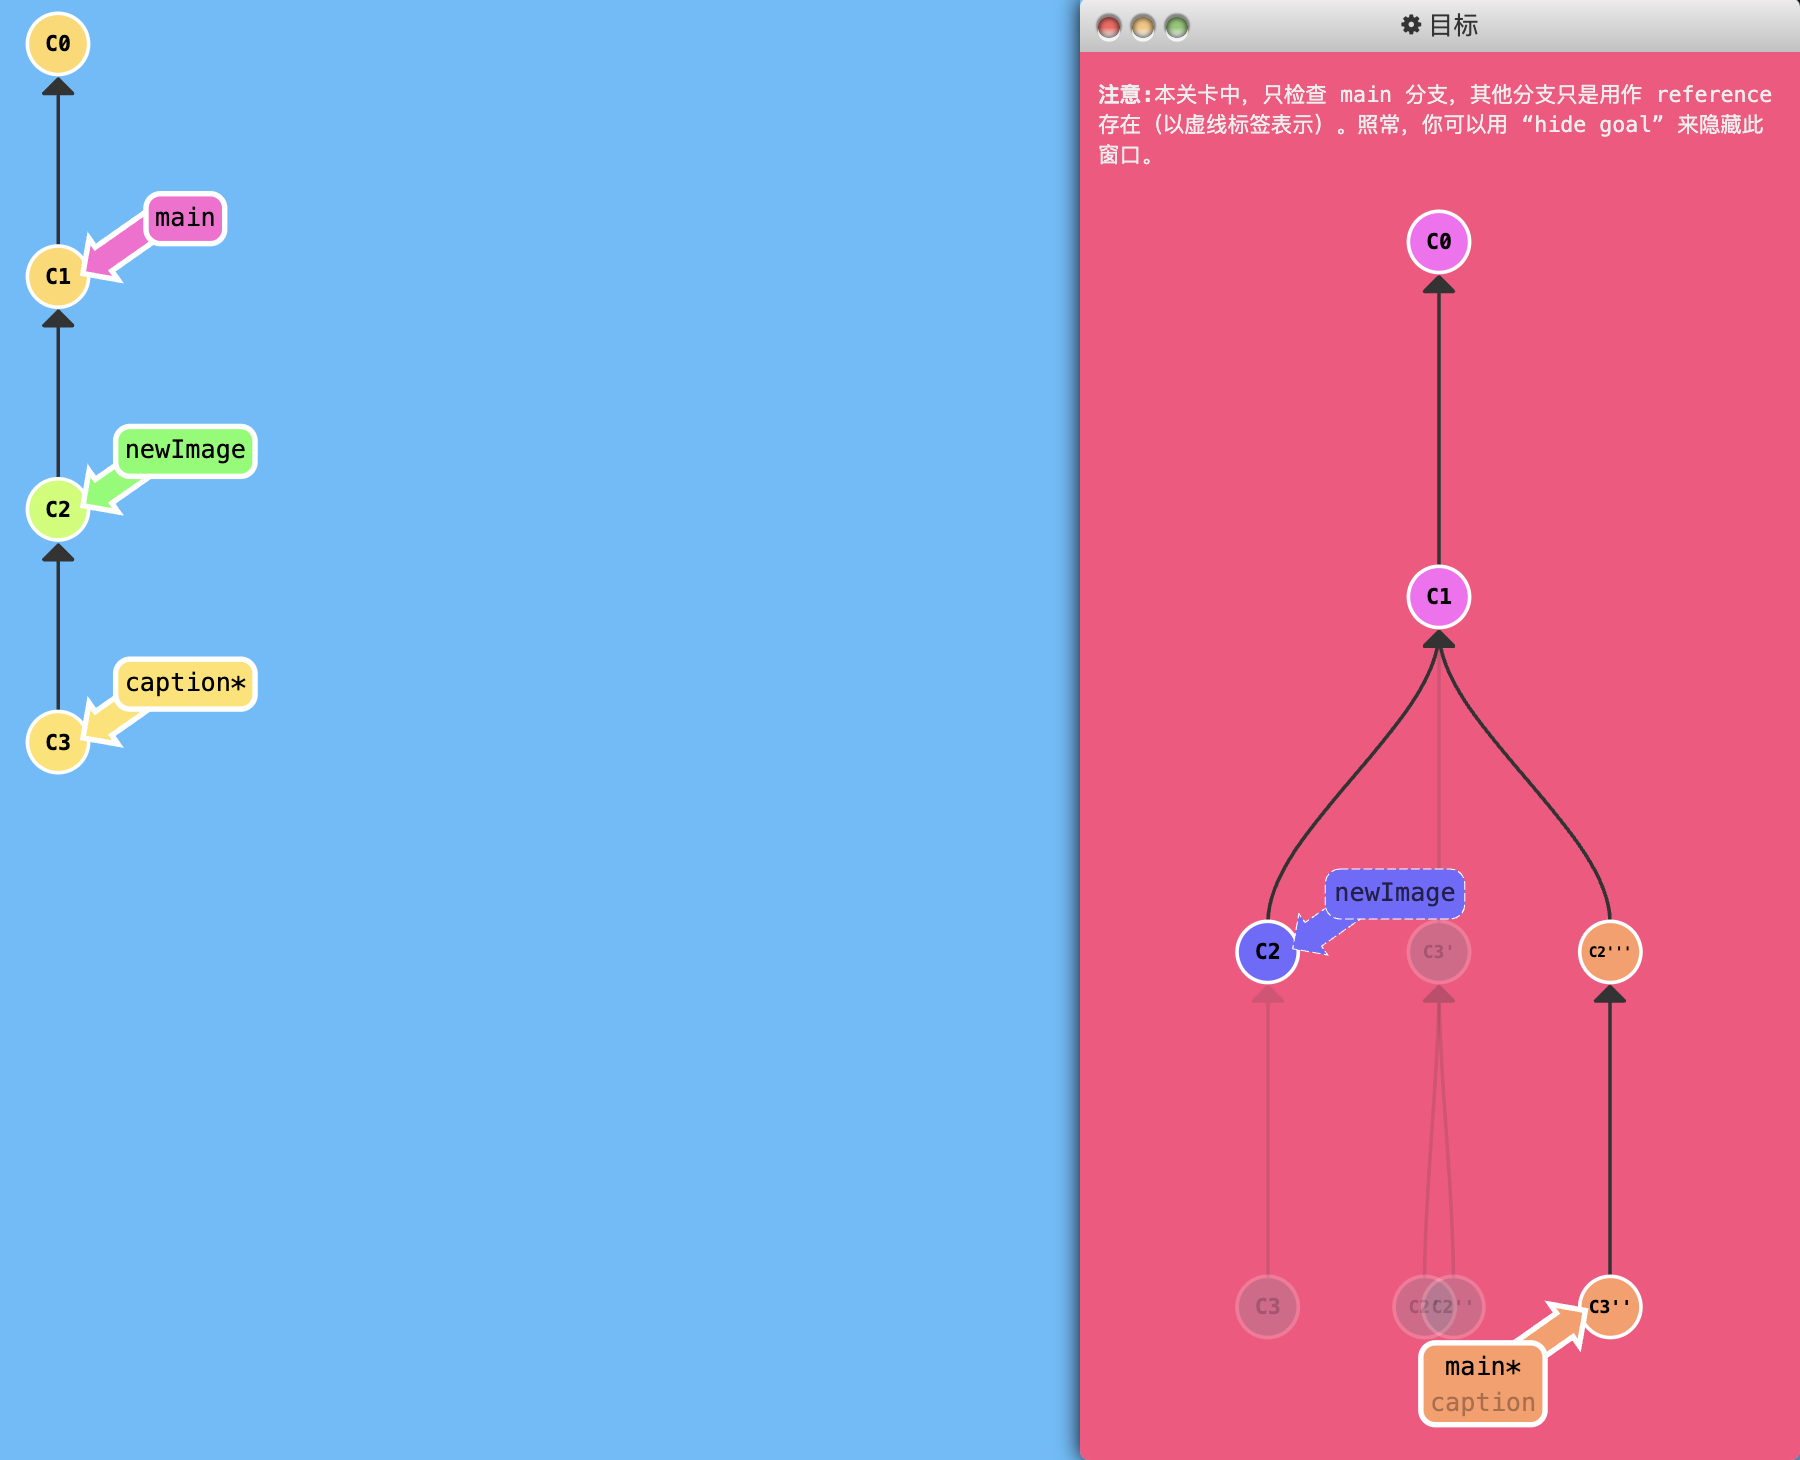 C0
main
C1
newImage
C2
caption*
C3
目标
注意:本关卡中，只检查 main 分支，其他分支只是用作 reference
存在（以虚线标签表示）。照常，你可以用 “hide goal” 来隐藏此
窗口。
C0
C1
newImage
C2
C3'
C2'''
C3
C2''
C3''
main*
caption